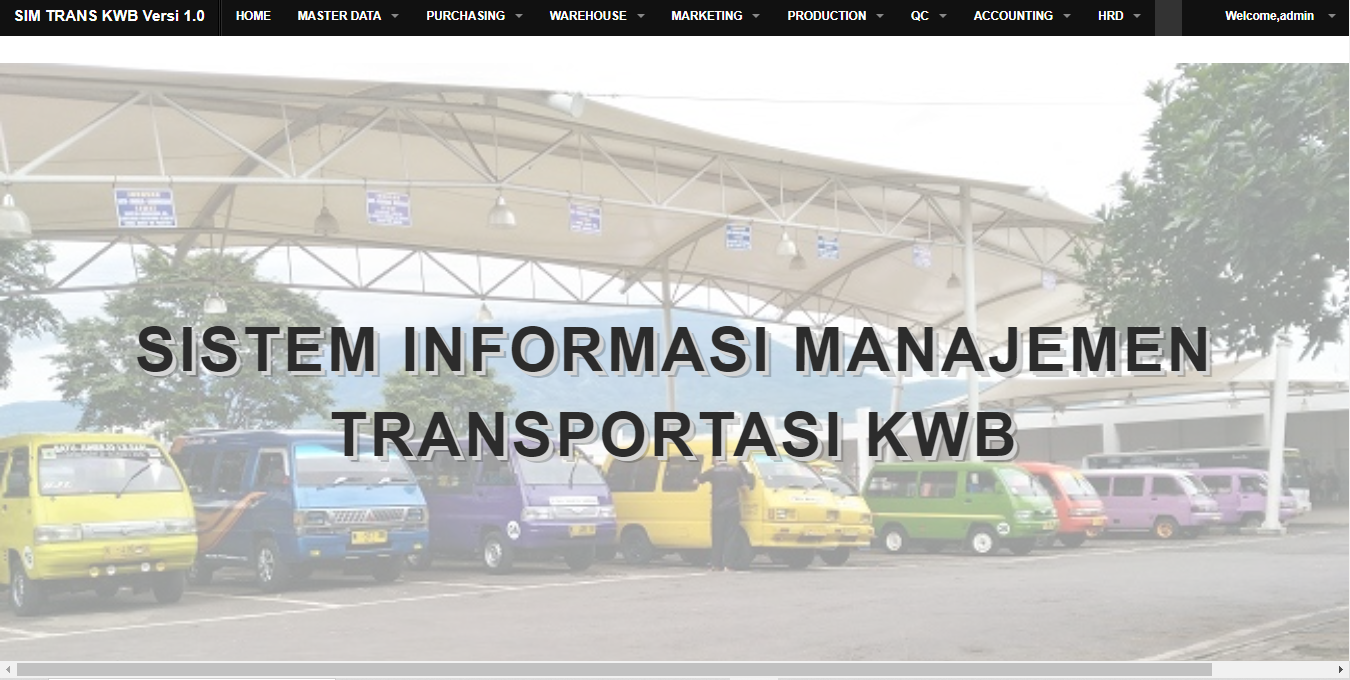 SIM TRANS KWB Versi 1.0
HOME
MASTER DATA
PURCHASING
WAREHOUSE
MARKETING
PRODUCTION
QC
ACCOUNTING
HRD
Welcome,admin
SISTEM INFORMASI MANAJEMEN
TRANSPORTASI KWB